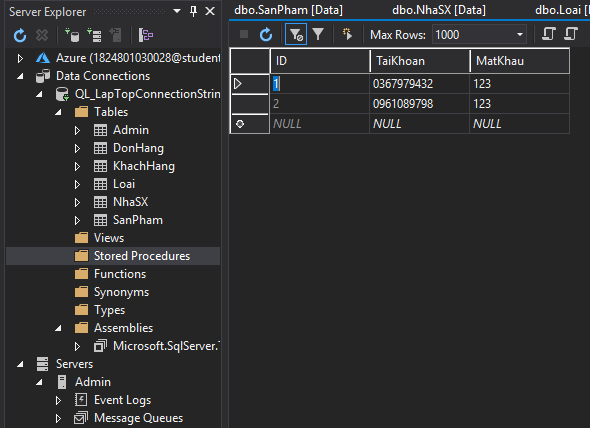 Server Explorer
Azure (1824801030028@student
Data Connections
QL_LapTopConnectionStrin
Tables
Admin
DonHang
KhachHang
Loai
NhaSX
SanPham
Views
Stored Procedures
Functions
Synonyms
Types
Assemblies
Microsoft.SqlServer.
Servers
Admin
Event Logs
Message Queues
dbo.SanPham [Data] dbo.NhaSX [Data] dbo.Loai [
Max Rows: 1000
ID TaiKhoan MatKhau
1 0367979432 123
2 0961089798 123
NULL NULL NULL